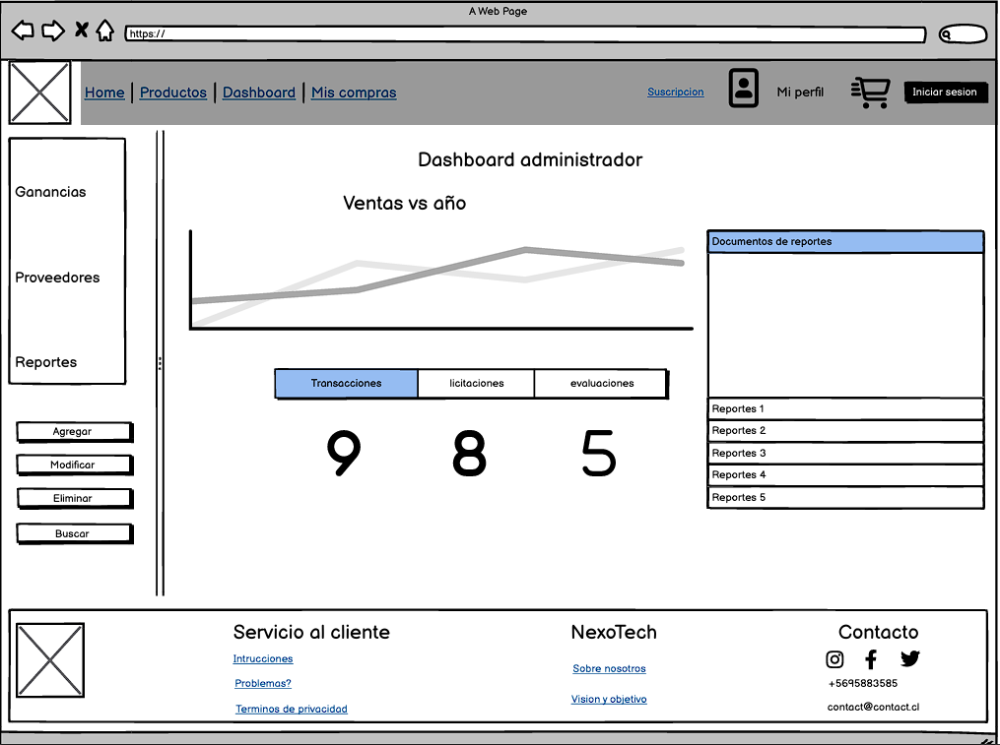 A Web Page
https://
Home | Productos | Dashboard | Mis compras
Suscripcion
Mi perfil
Iniciar sesion
Ganancias
Proveedores
Reportes
Agregar
Modificar
Eliminar
Buscar
Dashboard administrador
Ventas vs año
Transacciones licitaciones evaluaciones
9 8 5
Documentos de reportes
Reportes 1
Reportes 2
Reportes 3
Reportes 4
Reportes 5
Servicio al cliente
Intrucciones
Problemas?
Terminos de privacidad
NexoTech
Sobre nosotros
Vision y objetivo
Contacto
+5695883585
contact@contact.cl